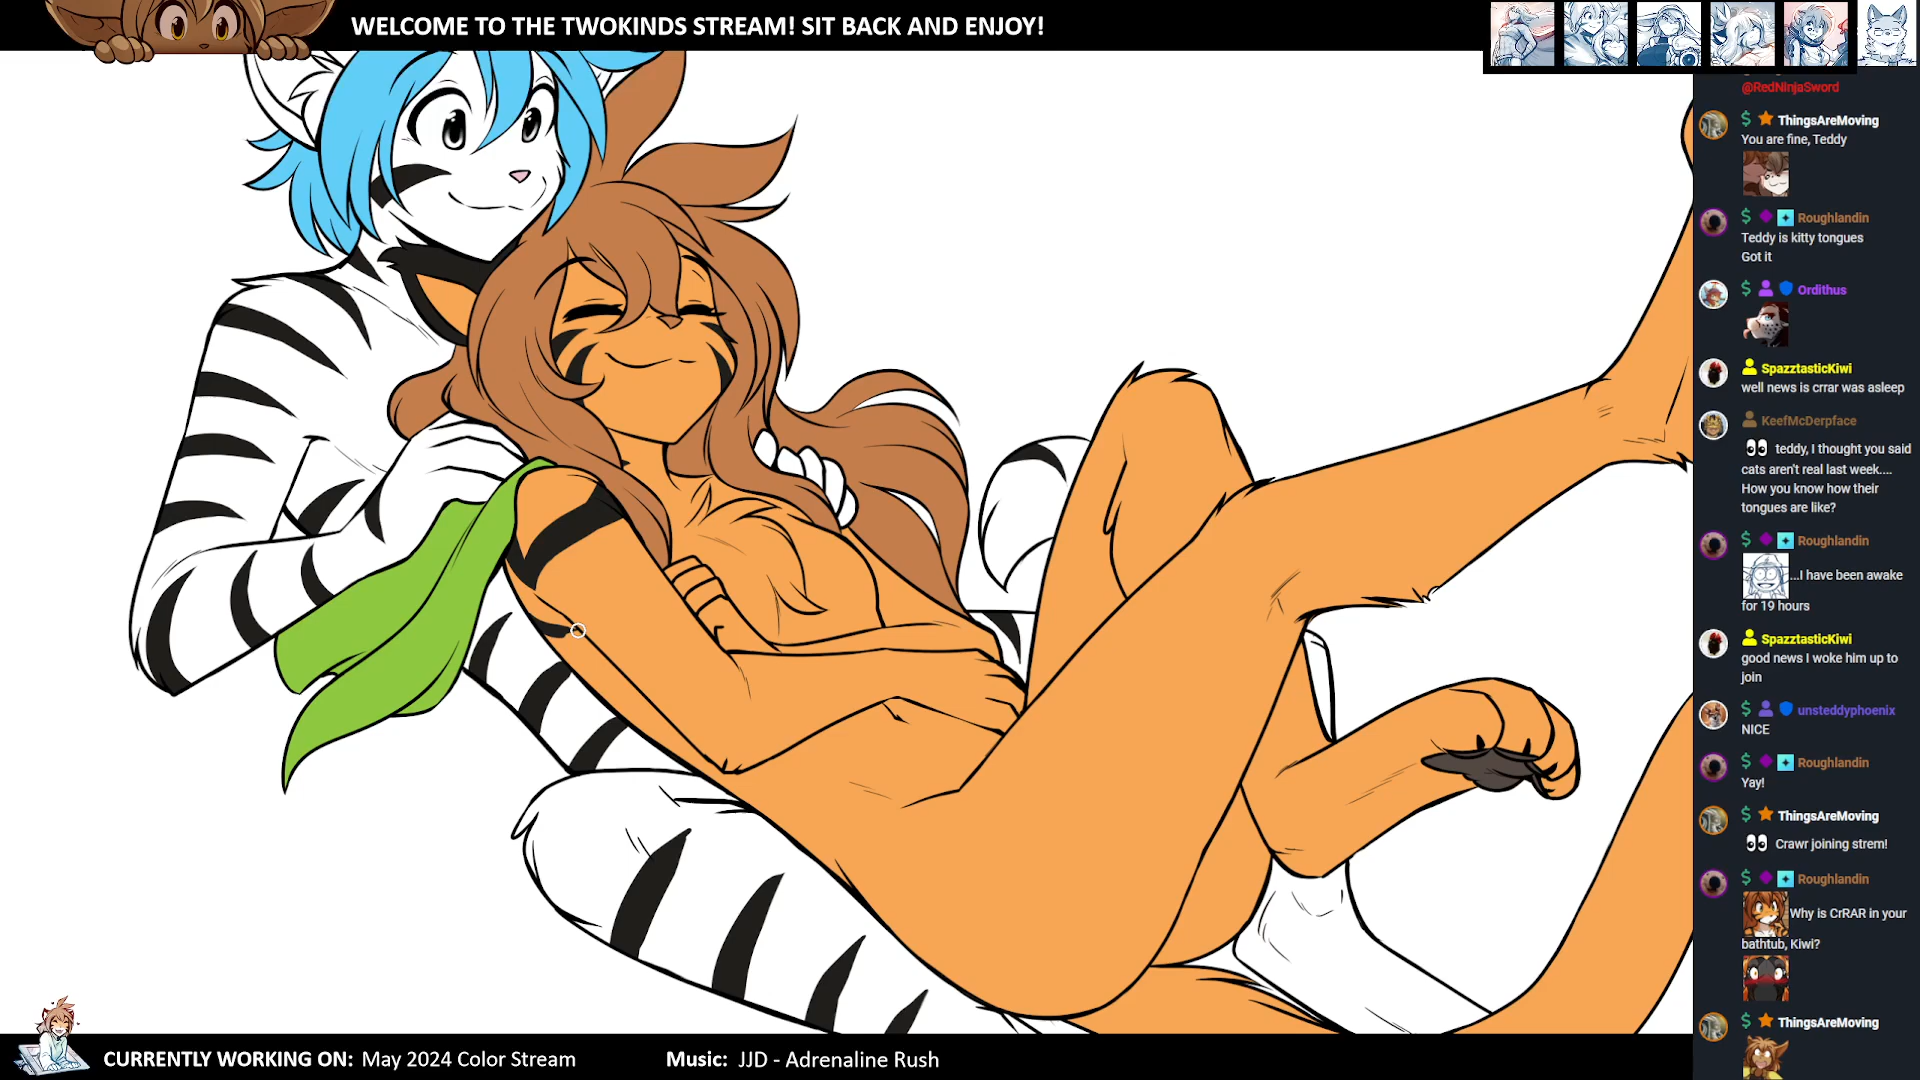 WELCOME TO THE TWOKINDS STREAM! SIT BACK AND ENJOY!
@RedNInjaSword
$ ThingsAreMoving
You are fine, Teddy
$ Roughlandin
Teddy is kitty tongues
Got it
$ Ordithus
SpazztasticKiwi
well news is crrar was asleep
KeefMcDerpface
teddy, I thought you said
cats aren't real last week....
How you know how their
tongues are like?
$ Roughlandin
...I have been awake
for 19 hours
SpazztasticKiwi
good news I woke him up to
join
$ unsteddyphoenix
NICE
$ Roughlandin
Yay!
$ ThingsAreMoving
Crawr joining strem!
$ Roughlandin
Why is CrRAR in your
bathtub, Kiwi?
$ ThingsAreMoving
CURRENTLY WORKING ON: May 2024 Color Stream
Music: JJD - Adrenaline Rush